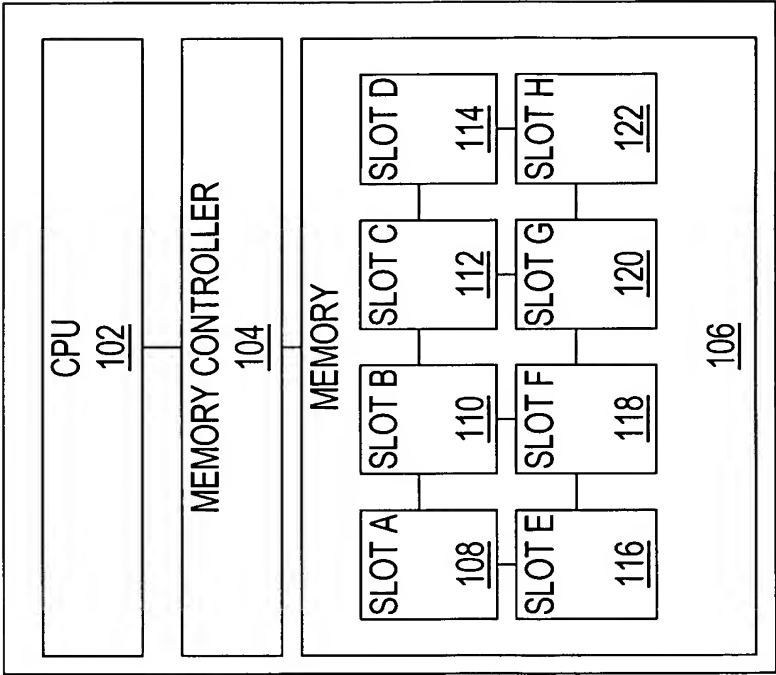 CPU
102
MEMORY CONTROLLER
104
MEMORY
SLOT A
108
SLOT B
110
SLOT C
112
SLOT D
114
SLOT E
116
SLOT F
118
SLOT G
120
SLOT H
122
106